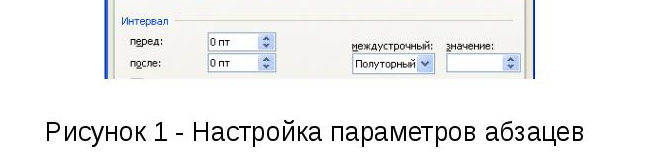 Интервал
перед: 0 пт междустрочный: значение:
после: 0 пт Полуторный
Рисунок 1 - Настройка параметров абзацев